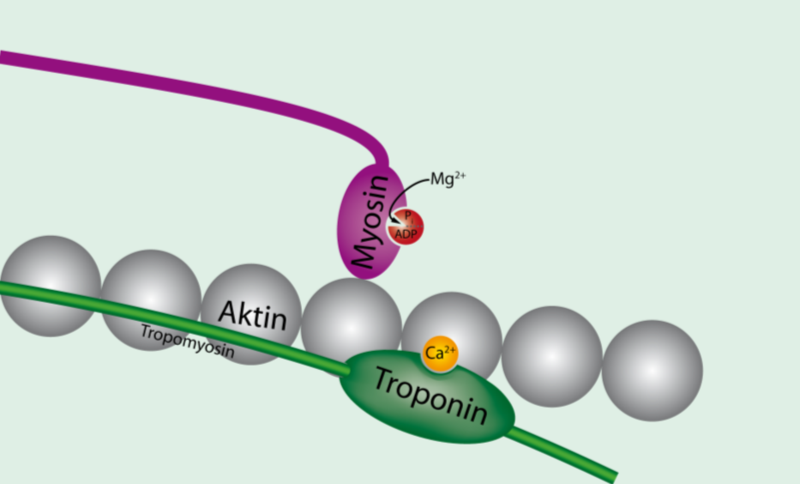 Myosin
Mg²⁺
P
ADP
Aktin
Tropomyosin
Ca²⁺
Troponin